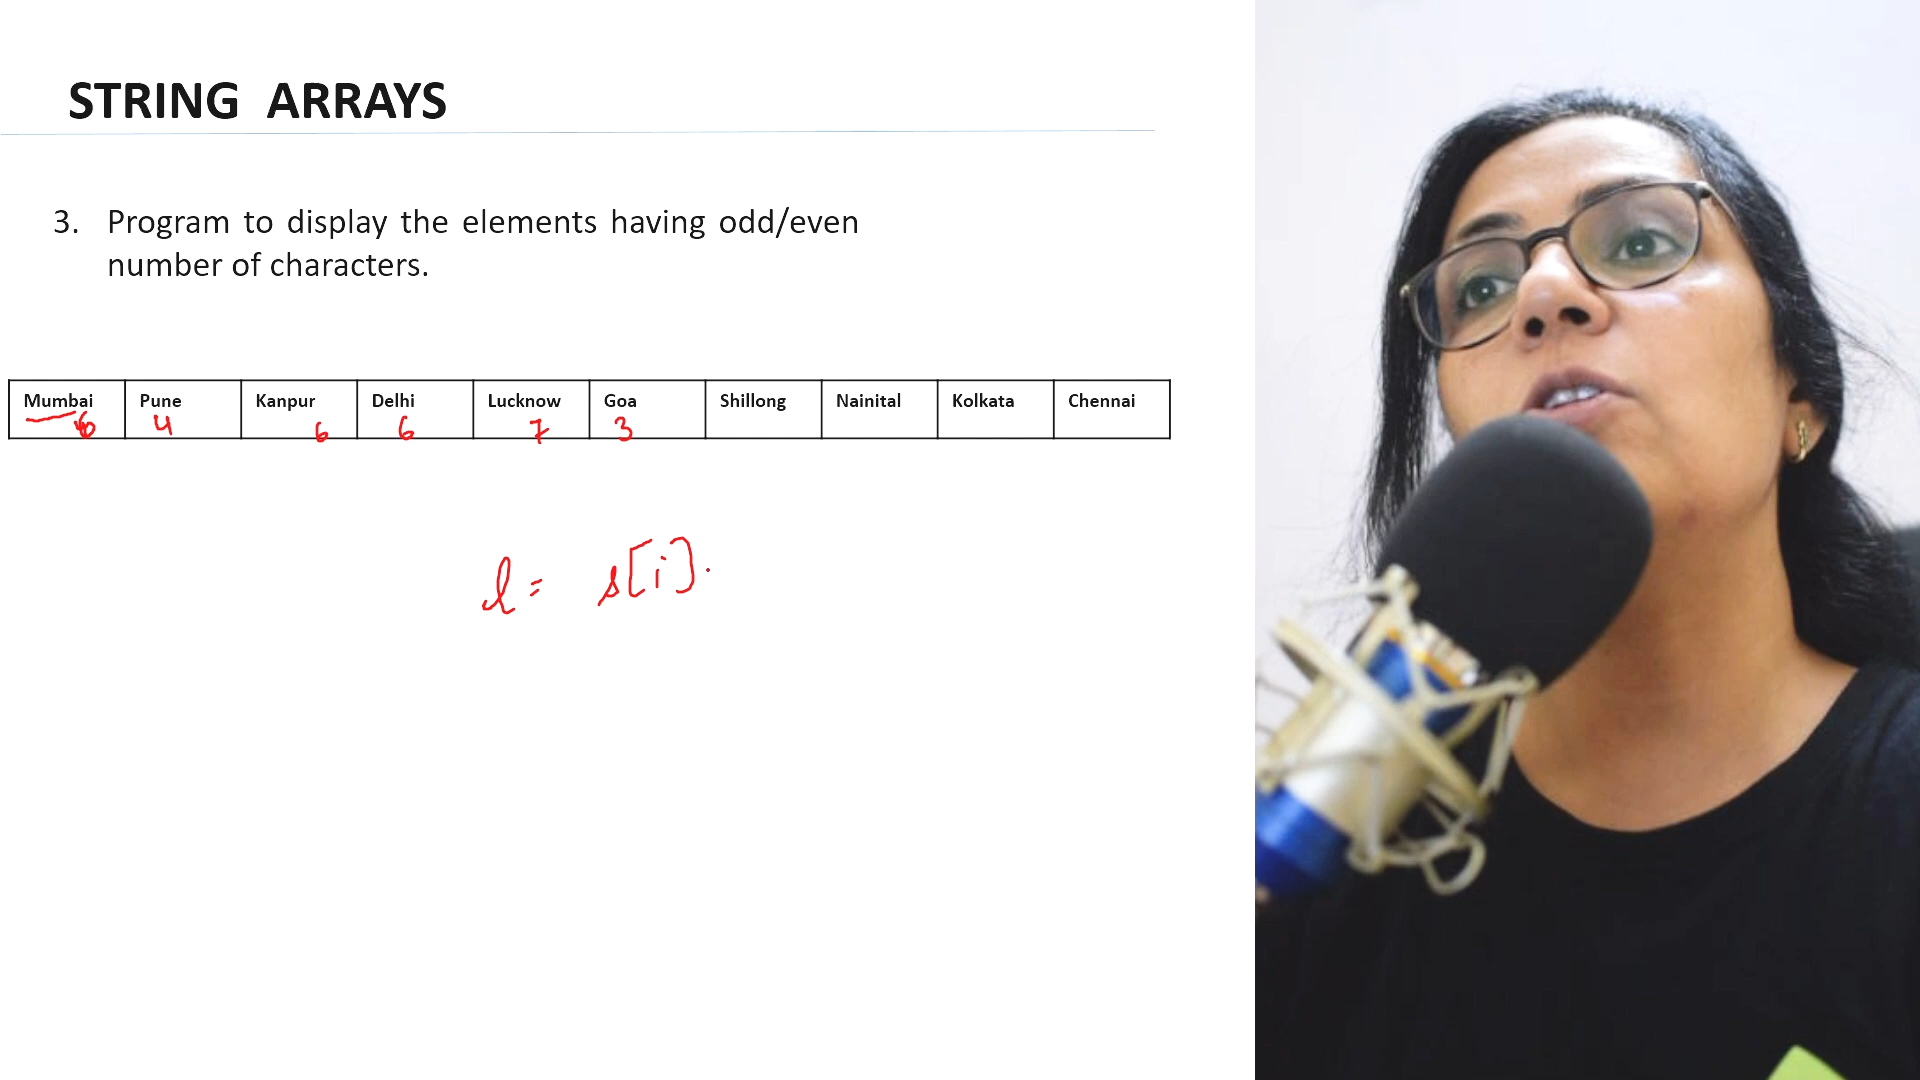 STRING ARRAYS
3. Program to display the elements having odd/even
number of characters.
Mumbai Pune Kanpur Delhi Lucknow Goa Shillong Nainital Kolkata Chennai
6 4 6 6 7 3
l = s[i].